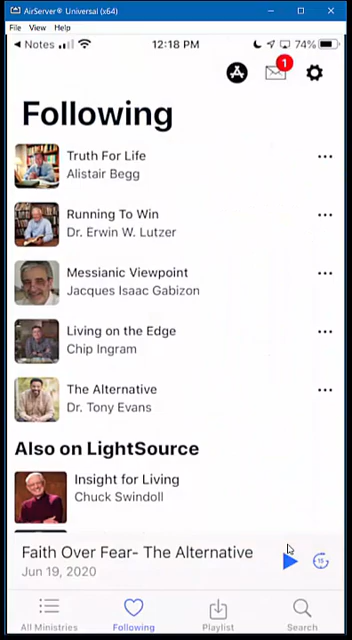 AirServer® Universal (x64)
File View Help
Notes 12:18 PM 74%
1
Following
Truth For Life
Alistair Begg
Running To Win
Dr. Erwin W. Lutzer
Messianic Viewpoint
Jacques Isaac Gabizon
Living on the Edge
Chip Ingram
The Alternative
Dr. Tony Evans
Also on LightSource
Insight for Living
Chuck Swindoll
Faith Over Fear- The Alternative
Jun 19, 2020
15
All Ministries Following Playlist Search